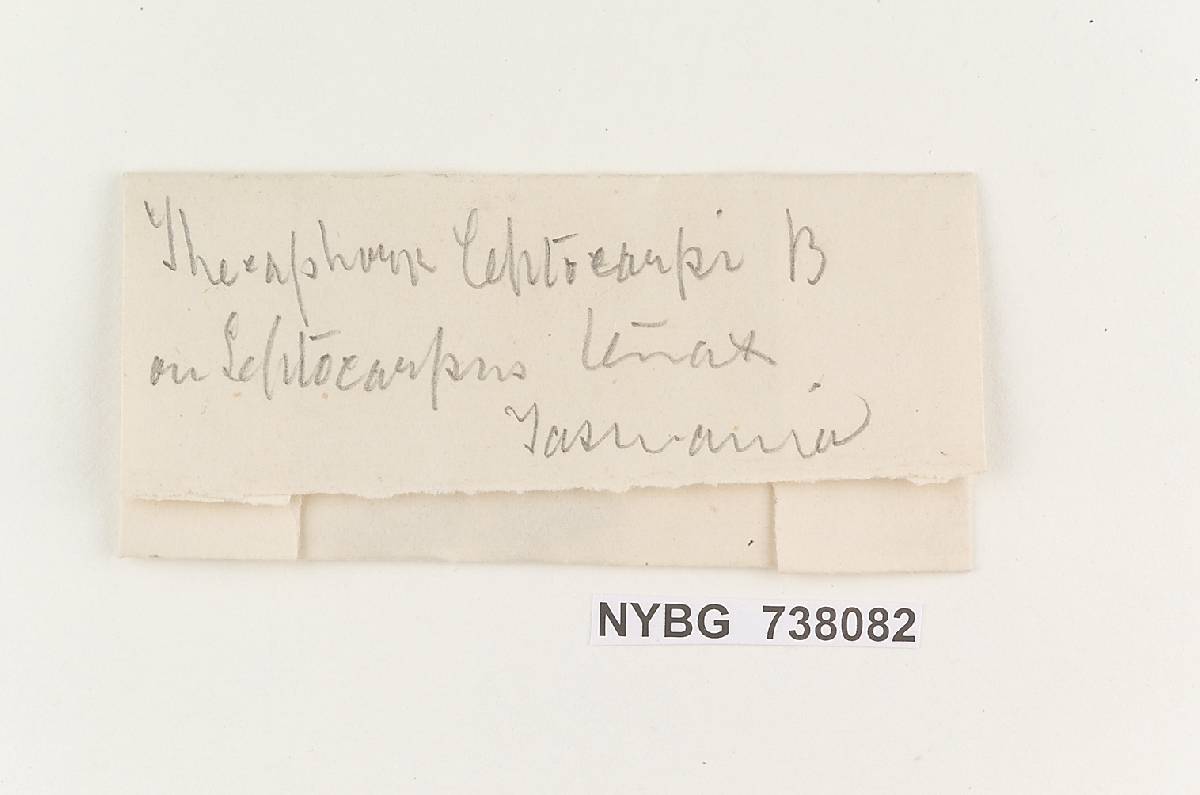 Thecaphora Leptocarpi B
on Leptocarpus tenax
Tasmania
NYBG 738082